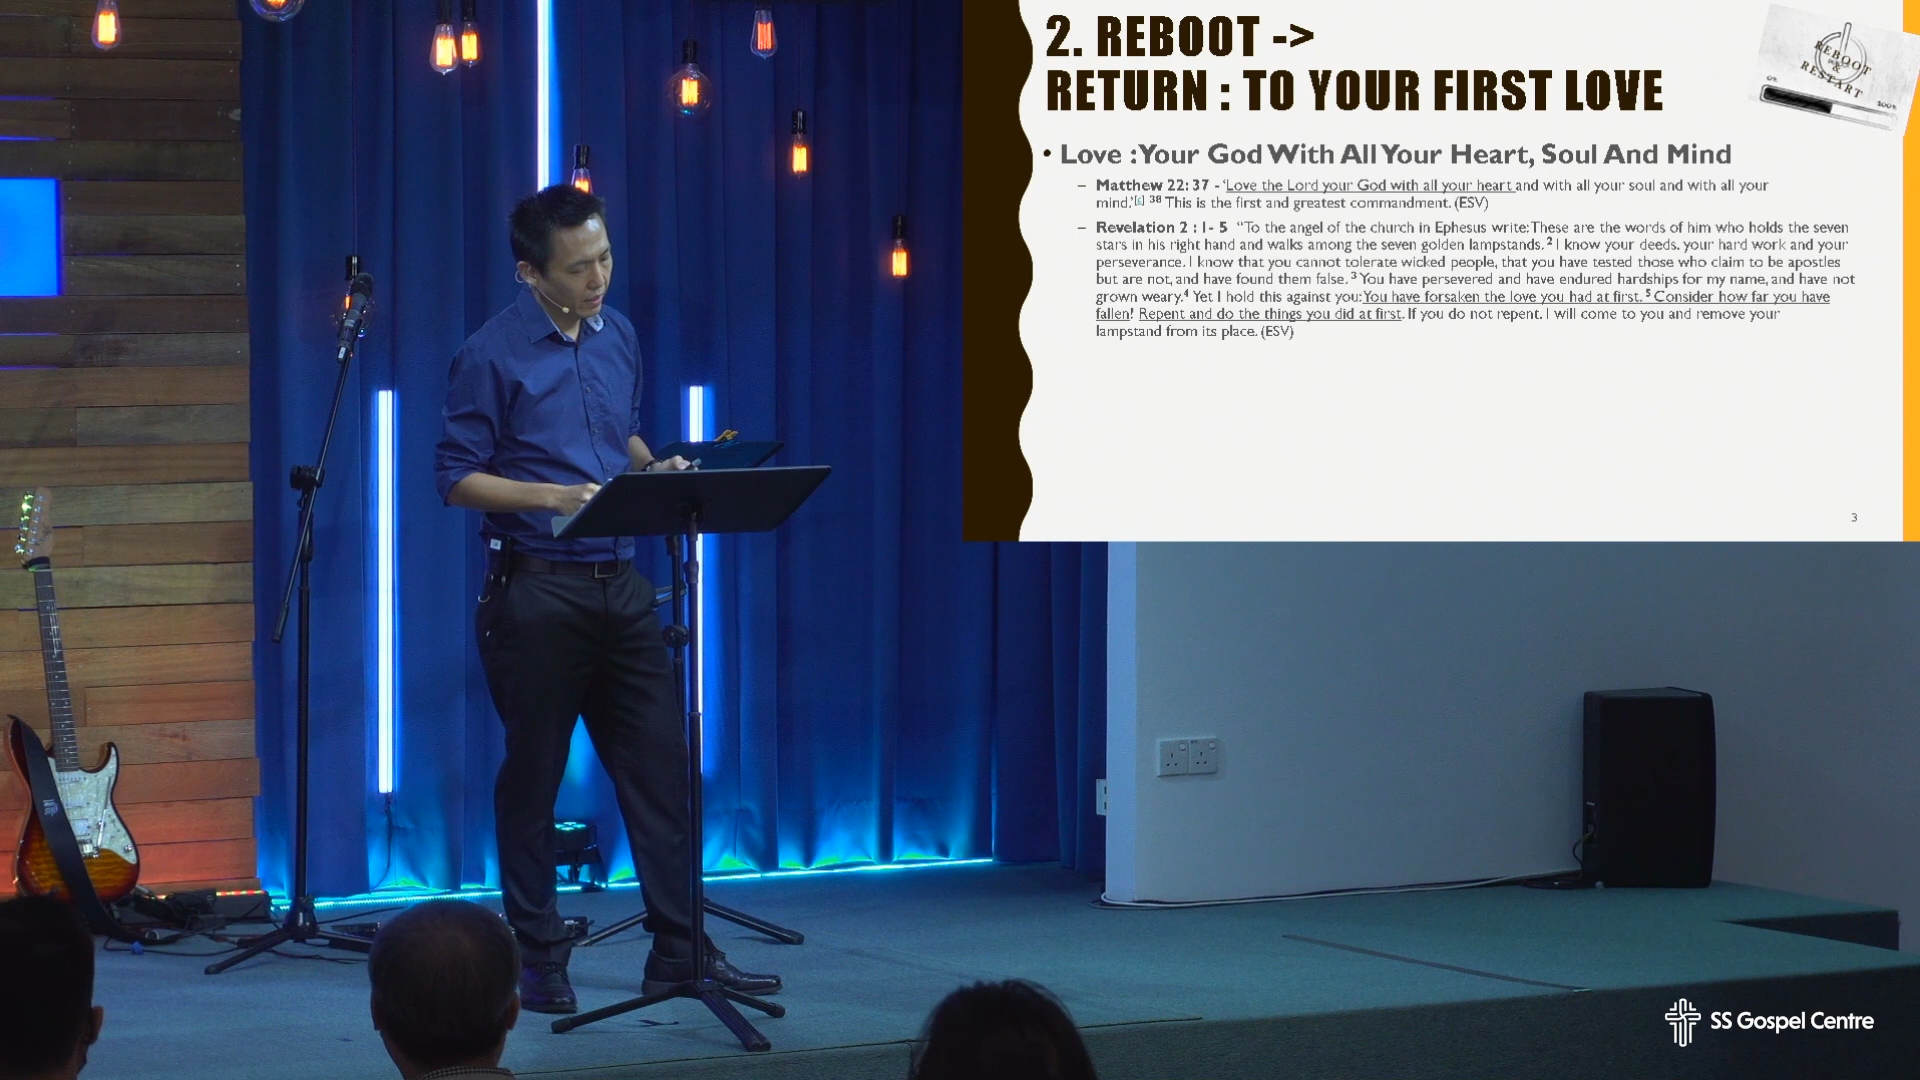 2. REBOOT ->
RETURN : TO YOUR FIRST LOVE
REBOOT
&
RESTART
0%
100%
• Love :Your God With All Your Heart, Soul And Mind
– Matthew 22: 37 - ‘Love the Lord your God with all your heart and with all your soul and with all your
mind.’[c] 38 This is the first and greatest commandment. (ESV)
– Revelation 2 : 1- 5 “To the angel of the church in Ephesus write: These are the words of him who holds the seven
stars in his right hand and walks among the seven golden lampstands. 2 I know your deeds. your hard work and your
perseverance. I know that you cannot tolerate wicked people, that you have tested those who claim to be apostles
but are not, and have found them false. 3 You have persevered and have endured hardships for my name, and have not
grown weary. 4 Yet I hold this against you: You have forsaken the love you had at first. 5 Consider how far you have
fallen! Repent and do the things you did at first. If you do not repent. I will come to you and remove your
lampstand from its place. (ESV)
3
SS Gospel Centre